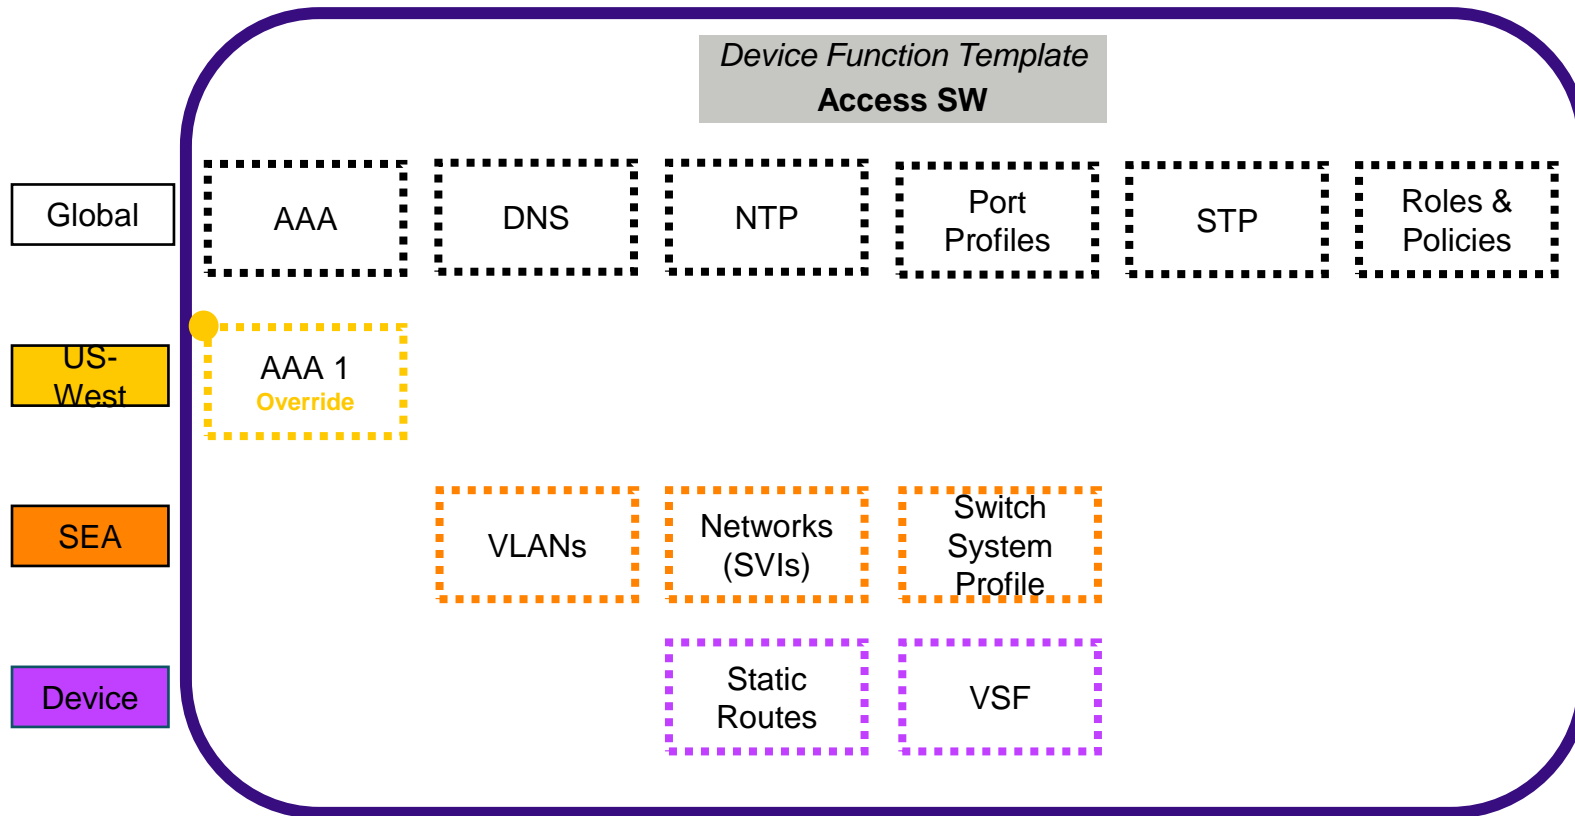 Device Function Template
Access SW
Global
AAA
DNS
NTP
Port
Profiles
STP
Roles &
Policies
US-
West
AAA 1
Override
SEA
VLANs
Networks
(SVIs)
Switch
System
Profile
Device
Static
Routes
VSF